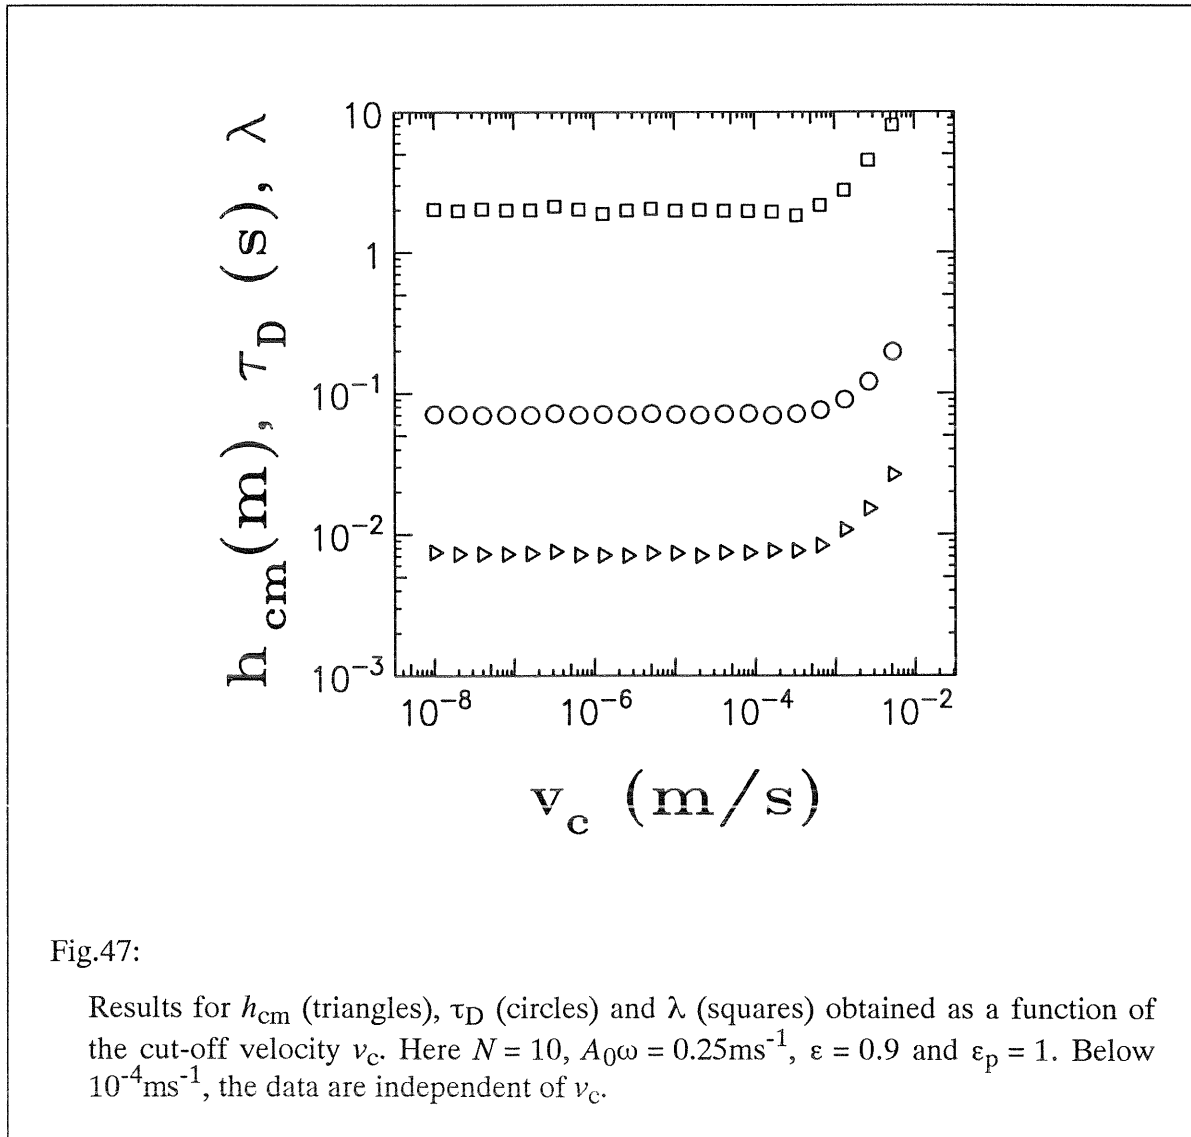 h_cm (m), τ_D (s), λ
10
1
10^-1
10^-2
10^-3
10^-8
10^-6
10^-4
10^-2
v_c (m/s)
Fig.47:
Results for h_cm (triangles), τ_D (circles) and λ (squares) obtained as a function of
the cut-off velocity v_c. Here N = 10, A_0ω = 0.25ms^-1, ε = 0.9 and ε_p = 1. Below
10^-4ms^-1, the data are independent of v_c.